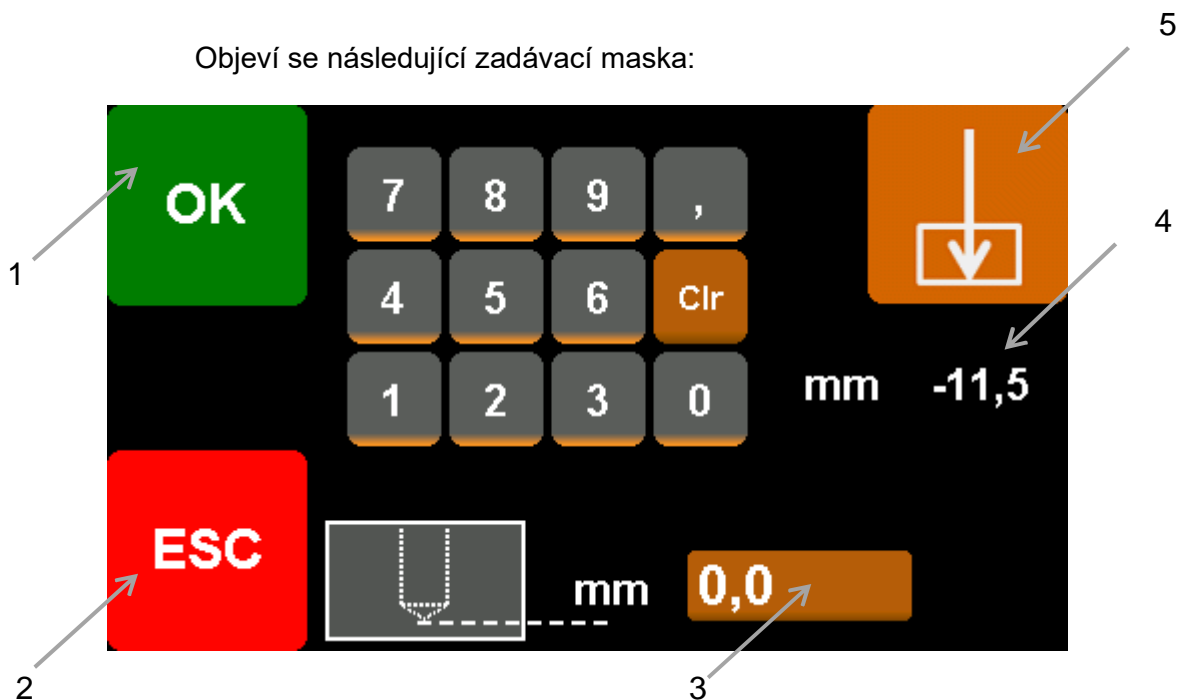 5
Objeví se následující zadávací maska:
OK
7 8 9 ,
4
1
4 5 6 Clr
1 2 3 0
mm -11,5
ESC
mm 0,0
2
3